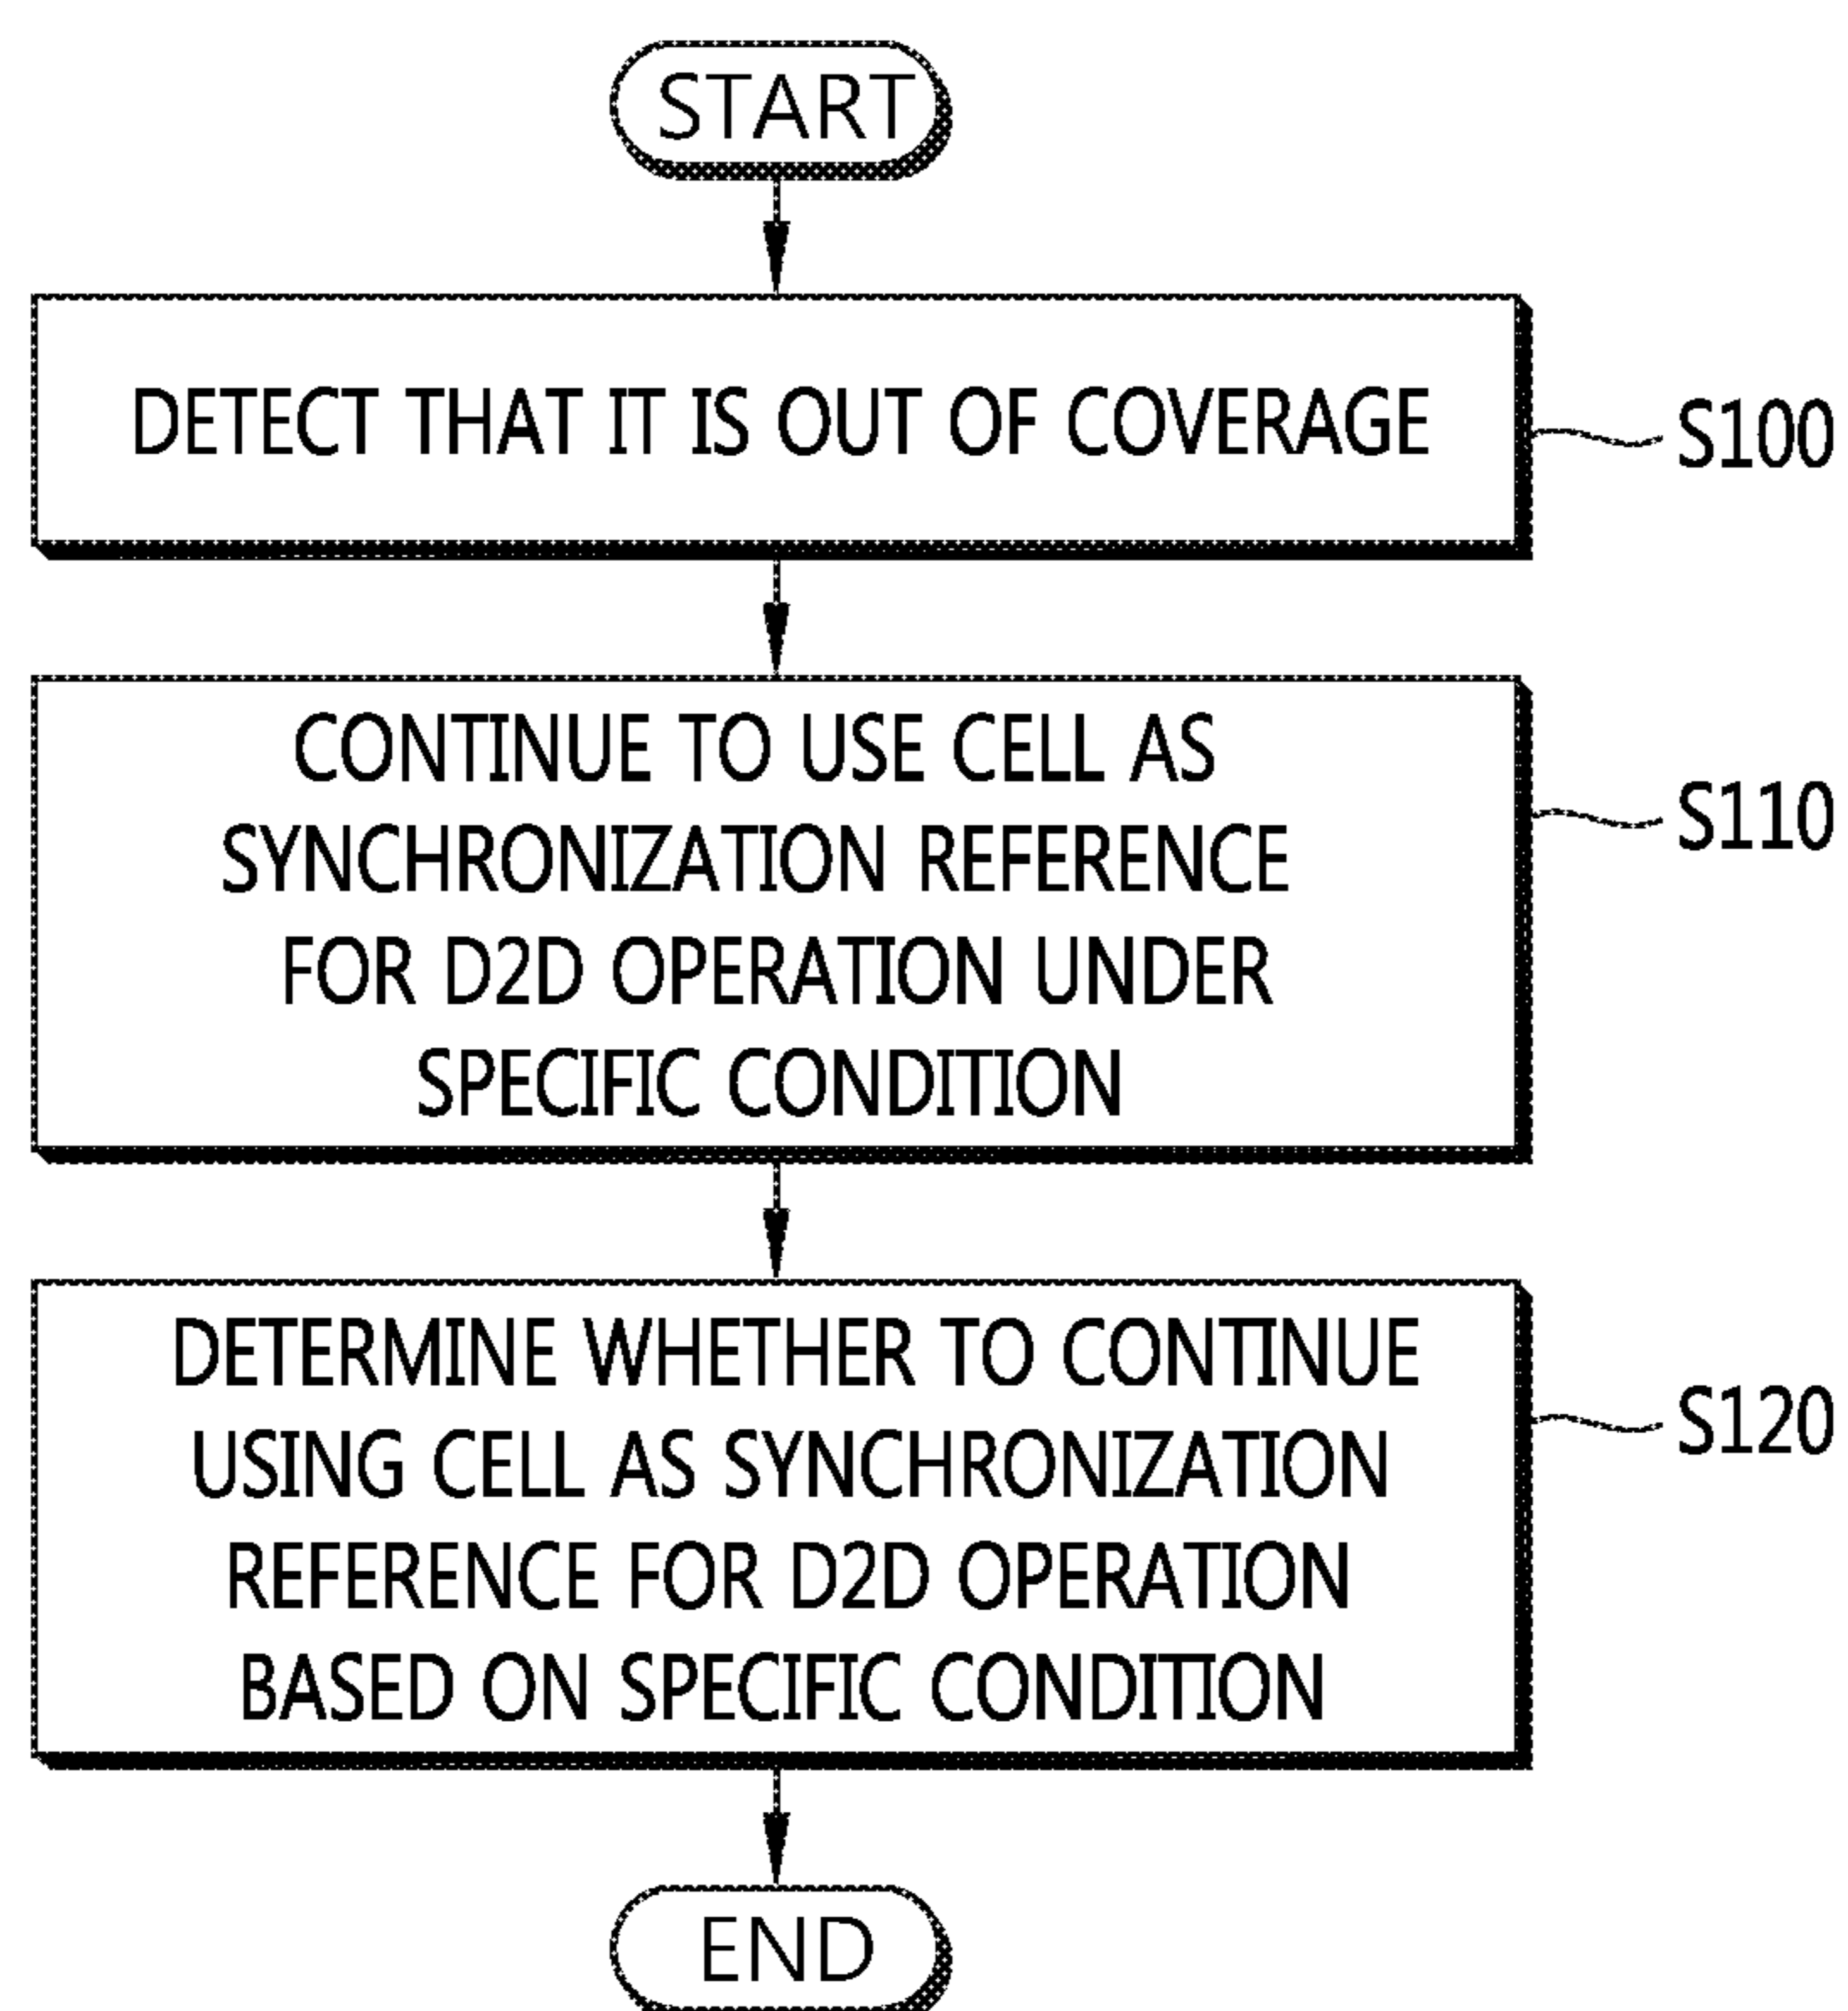 START
DETECT THAT IT IS OUT OF COVERAGE
S100
CONTINUE TO USE CELL AS
SYNCHRONIZATION REFERENCE
FOR D2D OPERATION UNDER
SPECIFIC CONDITION
S110
DETERMINE WHETHER TO CONTINUE
USING CELL AS SYNCHRONIZATION
REFERENCE FOR D2D OPERATION
BASED ON SPECIFIC CONDITION
S120
END